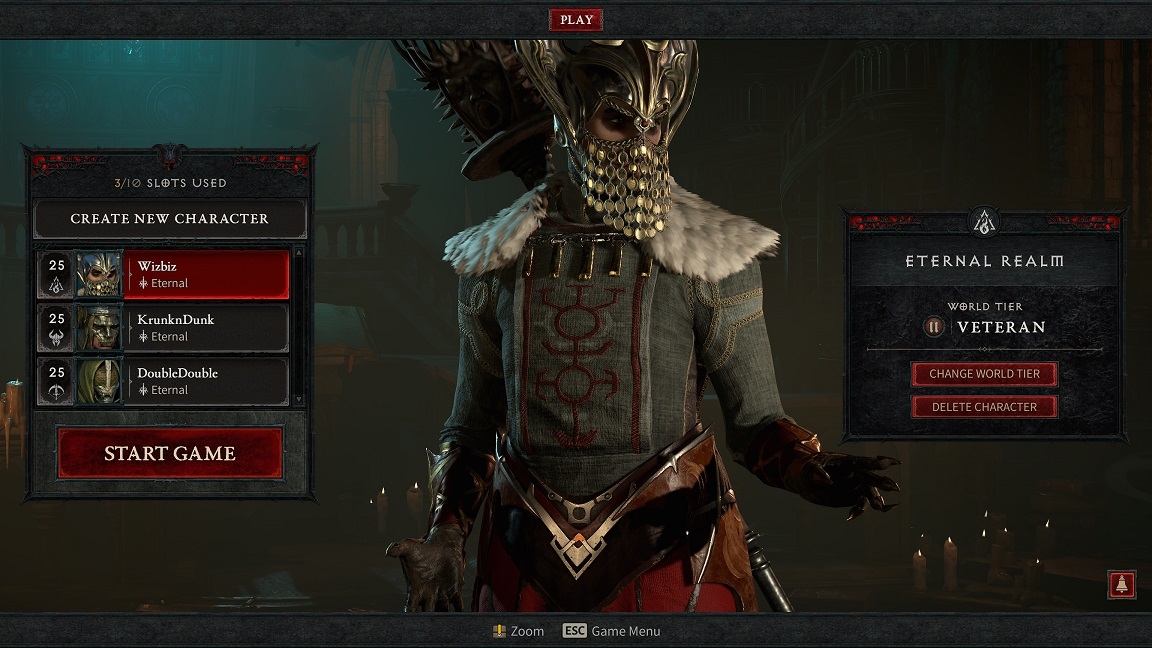 PLAY
3/10 SLOTS USED
CREATE NEW CHARACTER
25
Wizbiz
Eternal
25
KrunknDunk
Eternal
25
DoubleDouble
Eternal
START GAME
ETERNAL REALM
WORLD TIER
II VETERAN
CHANGE WORLD TIER
DELETE CHARACTER
Zoom
ESC Game Menu